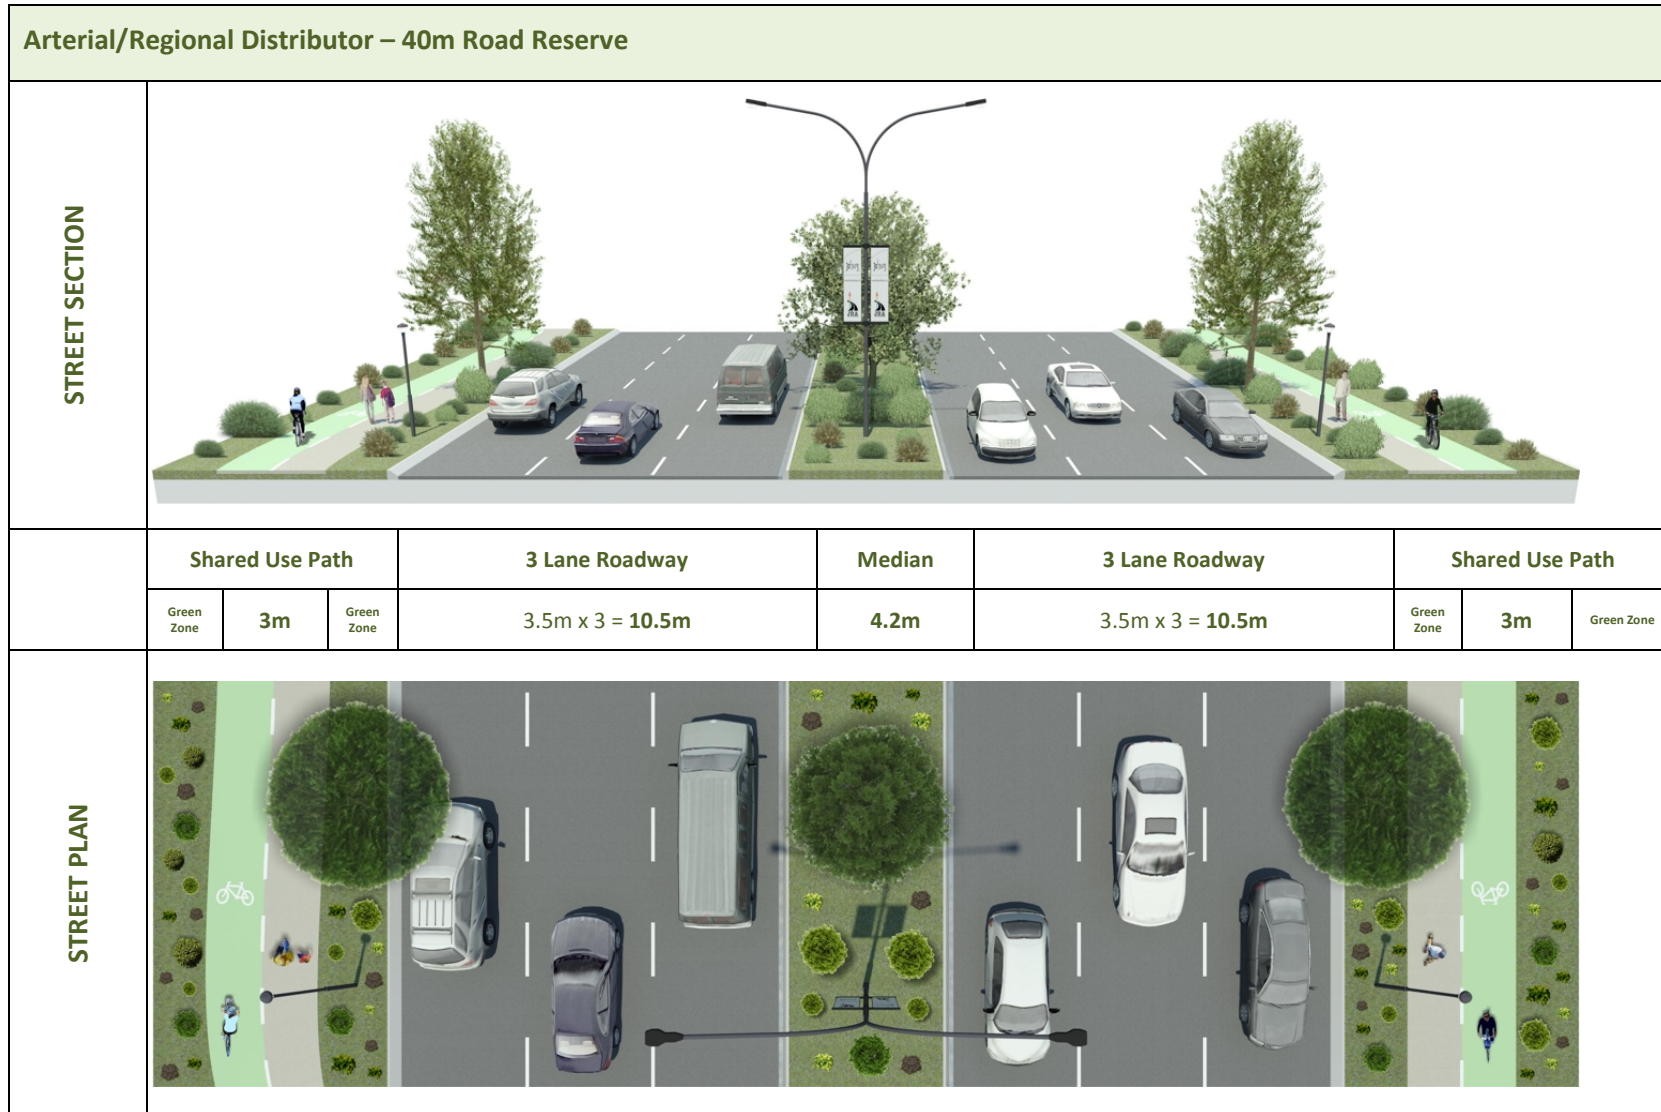 Arterial/Regional Distributor – 40m Road Reserve
STREET SECTION
Shared Use Path
3 Lane Roadway
Median
3 Lane Roadway
Shared Use Path
Green
Zone
3m
Green
Zone
3.5m x 3 = 10.5m
4.2m
3.5m x 3 = 10.5m
Green
Zone
3m
Green Zone
STREET PLAN